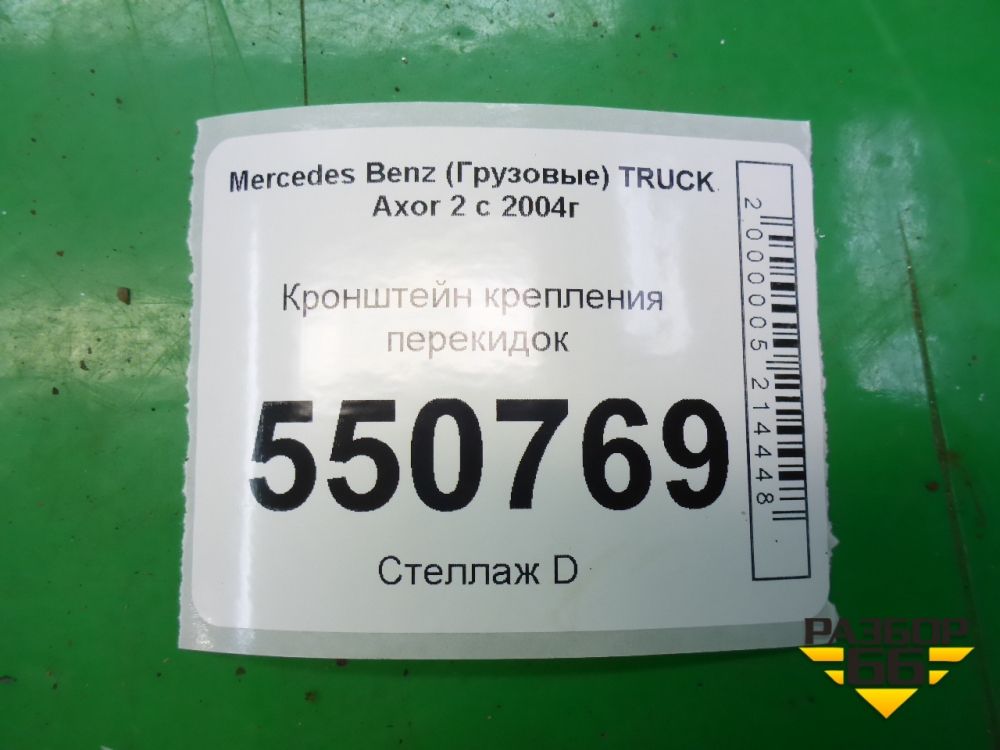 Mercedes Benz (Грузовые) TRUCK
Axor 2 с 2004г
Кронштейн крепления
перекидок
550769
Стеллаж D
2000005214448
РАЗБОР
66